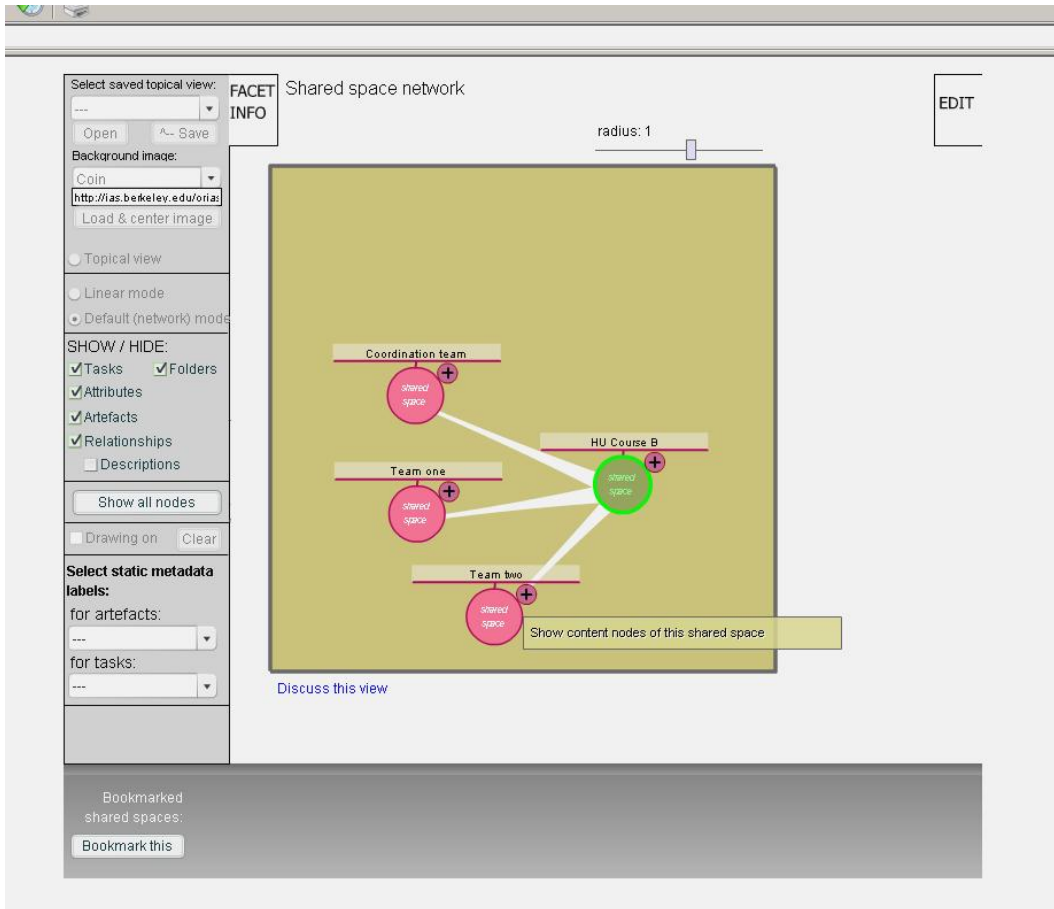 Select saved topical view:
---
Open
^-- Save
Background image:
Coin
http://ias.berkeley.edu/orias
Load & center image
Topical view
Linear mode
Default (network) mode
SHOW / HIDE:
Tasks
Folders
Attributes
Artefacts
Relationships
Descriptions
Show all nodes
Drawing on
Clear
Select static metadata
labels:
for artefacts:
---
for tasks:
---
FACET
INFO
Shared space network
radius: 1
EDIT
Coordination team
shared
space
HU Course B
shared
space
Team one
shared
space
Team two
shared
space
Show content nodes of this shared space
Discuss this view
Bookmarked
shared spaces:
Bookmark this